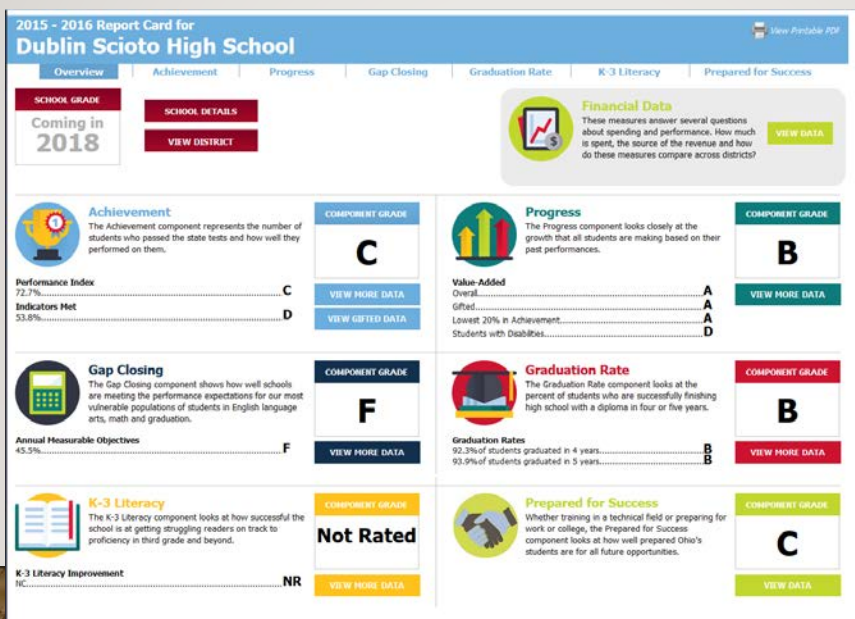 2015 - 2016 Report Card for
Dublin Scioto High School
View Printable PDF
Overview Achievement Progress Gap Closing Graduation Rate K-3 Literacy Prepared for Success
SCHOOL GRADE
Coming in
2018
SCHOOL DETAILS
VIEW DISTRICT
Financial Data
These measures answer several questions
about spending and performance. How much
is spent, the source of the revenue and how
do these measures compare across districts?
VIEW DATA
Achievement
The Achievement component represents the number of
students who passed the state tests and how well they
performed on them.
COMPONENT GRADE
C
Performance Index
72.7%.....C
Indicators Met
53.8%.....D
VIEW MORE DATA
VIEW GIFTED DATA
Progress
The Progress component looks closely at the
growth that all students are making based on their
past performances.
COMPONENT GRADE
B
Value-Added
Overall.....A
Gifted.....A
Lowest 20% in Achievement.....A
Students with Disabilities.....D
VIEW MORE DATA
Gap Closing
The Gap Closing component shows how well schools
are meeting the performance expectations for our most
vulnerable populations of students in English language
arts, math and graduation.
COMPONENT GRADE
F
Annual Measurable Objectives
45.5%.....F
VIEW MORE DATA
Graduation Rate
The Graduation Rate component looks at the
percent of students who are successfully finishing
high school with a diploma in four or five years.
COMPONENT GRADE
B
Graduation Rates
92.3% of students graduated in 4 years.....B
93.9% of students graduated in 5 years.....B
VIEW MORE DATA
K-3 Literacy
The K-3 Literacy component looks at how successful the
school is at getting struggling readers on track to
proficiency in third grade and beyond.
COMPONENT GRADE
Not Rated
K-3 Literacy Improvement
NC.....NR
VIEW MORE DATA
Prepared for Success
Whether training in a technical field or preparing for
work or college, the Prepared for Success
component looks at how well prepared Ohio's
students are for all future opportunities.
COMPONENT GRADE
C
VIEW DATA